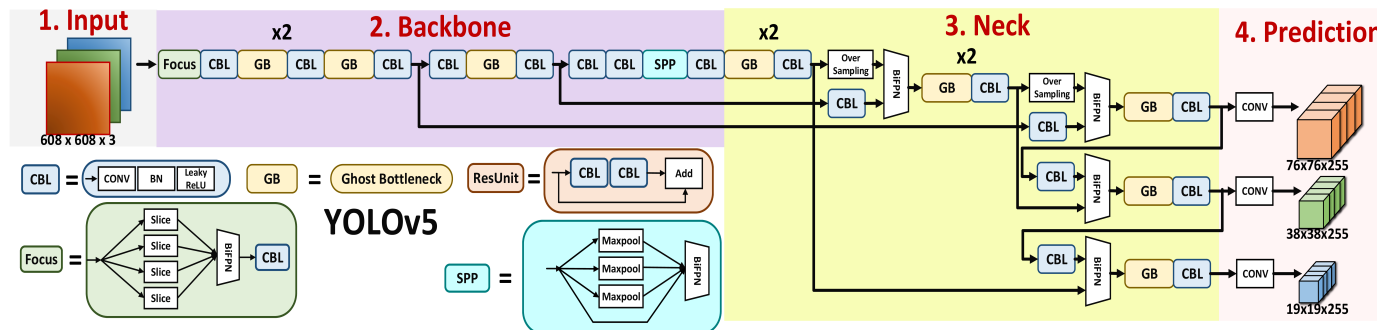 1. Input
2. Backbone
3. Neck
4. Prediction
x2
x2
x2
Focus CBL GB CBL GB CBL CBL GB CBL CBL CBL SPP CBL GB CBL
Over
Sampling
CBL
BiFPN
GB CBL
Over
Sampling
CBL
BiFPN
GB CBL
CONV
76x76x255
CBL
BiFPN
GB CBL
CONV
38x38x255
CBL
BiFPN
GB CBL
CONV
19x19x255
608 x 608 x 3
CBL = CONV BN Leaky
ReLU
GB = Ghost Bottleneck
ResUnit = CBL CBL Add
YOLOv5
Focus = Slice
Slice
Slice
Slice
BiFPN
CBL
SPP = Maxpool
Maxpool
Maxpool
BiFPN